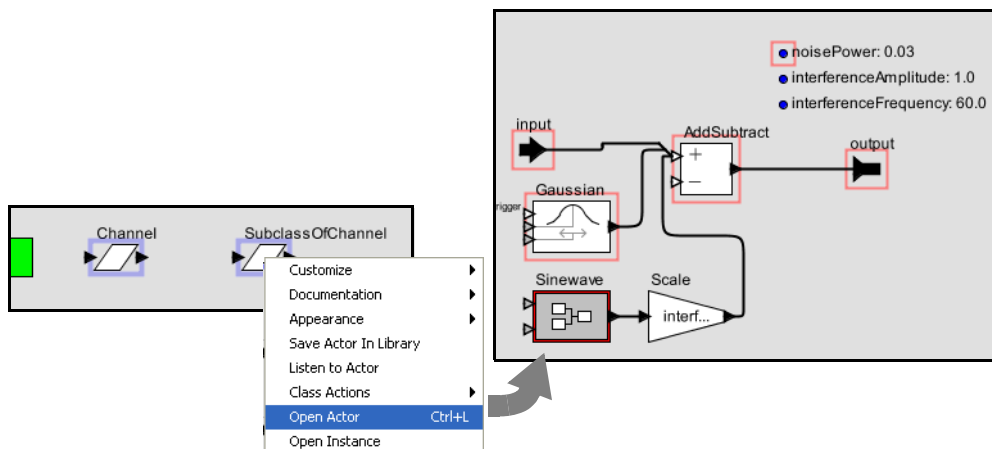 noisePower: 0.03
interferenceAmplitude: 1.0
interferenceFrequency: 60.0
input
AddSubtract
output
+
−
Gaussian
rigger
Sinewave
Scale
interf...
Channel
SubclassOfChannel
Customize
Documentation
Appearance
Save Actor In Library
Listen to Actor
Class Actions
Open Actor Ctrl+L
Open Instance